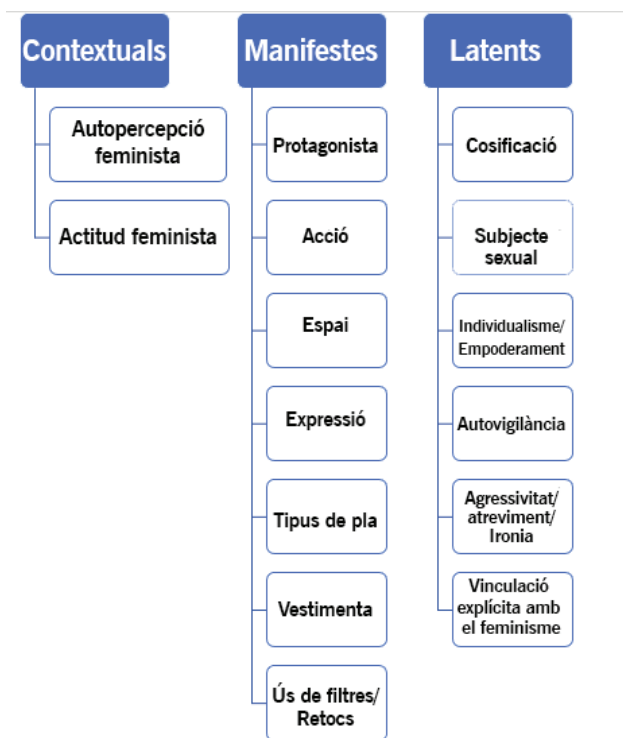 Contextuals
Autopercepció
feminista
Actitud feminista
Manifestes
Protagonista
Acció
Espai
Expressió
Tipus de pla
Vestimenta
Ús de filtres/
Retocs
Latents
Cosificació
Subjecte
sexual
Individualisme/
Empoderament
Autovigilància
Agressivitat/
atreviment/
Ironia
Vinculació
explícita amb
el feminisme